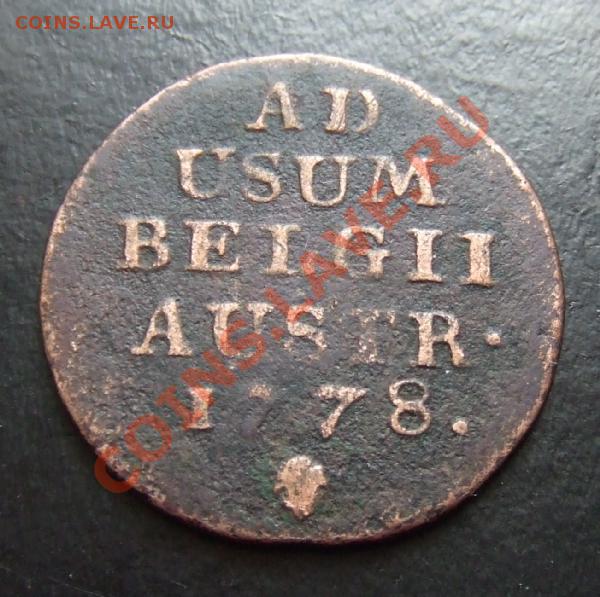 COINS.LAVE.RU
AD
USUM
BELGII
AUSTR.
1778.
COINS.LAVE.RU